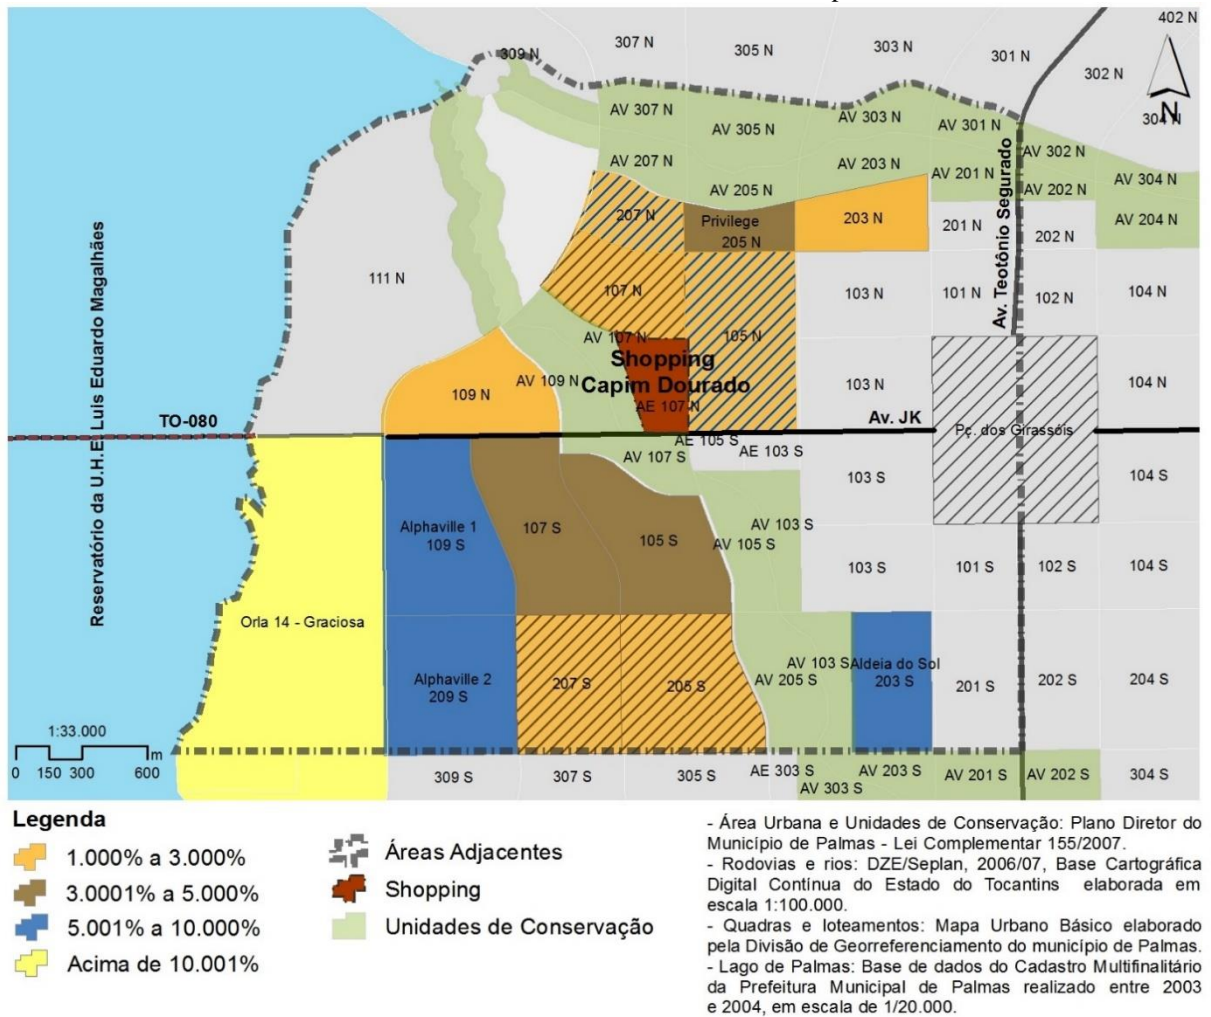 402 N
307 N
305 N
303 N
301 N
302 N
304 N
N
309 N
AV 307 N
AV 305 N
AV 303 N
AV 301 N
AV 302 N
AV 304 N
AV 207 N
AV 205 N
AV 203 N
AV 201 N
AV 202 N
AV 204 N
Av. Teotônio Segurado
207 N
Privilege
205 N
203 N
201 N
202 N
111 N
107 N
105 N
103 N
101 N
102 N
104 N
AV 107 N
Shopping
Capim Dourado
AE 107 N
AV 109 N
109 N
103 N
104 N
TO-080
Av. JK
Pç. dos Girassóis
Reservatório da U.H.E. Luis Eduardo Magalhães
AE 105 S
AE 103 S
AV 107 S
103 S
104 S
Alphaville 1
109 S
107 S
105 S
AV 103 S
AV 105 S
103 S
101 S
102 S
104 S
Orla 14 - Graciosa
Alphaville 2
209 S
207 S
205 S
AV 103 S
AV 205 S
Aldeia do Sol
203 S
201 S
202 S
204 S
1:33.000
0 150 300 600 m
309 S
307 S
305 S
AE 303 S
AV 303 S
AV 203 S
AV 201 S
AV 202 S
304 S
Legenda
1.000% a 3.000%
3.0001% a 5.000%
5.001% a 10.000%
Acima de 10.001%
Áreas Adjacentes
Shopping
Unidades de Conservação
- Área Urbana e Unidades de Conservação: Plano Diretor do
Município de Palmas - Lei Complementar 155/2007.
- Rodovias e rios: DZE/Seplan, 2006/07, Base Cartográfica
Digital Contínua do Estado do Tocantins elaborada em
escala 1:100.000.
- Quadras e loteamentos: Mapa Urbano Básico elaborado
pela Divisão de Georreferenciamento do município de Palmas.
- Lago de Palmas: Base de dados do Cadastro Multifinalitário
da Prefeitura Municipal de Palmas realizado entre 2003
e 2004, em escala de 1/20.000.